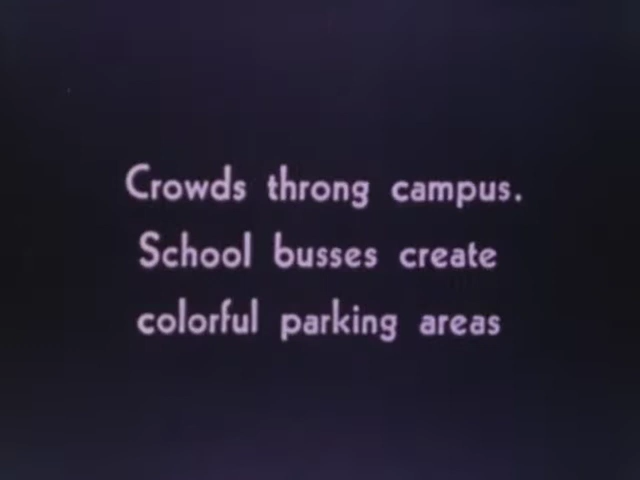 Crowds throng campus.
School busses create
colorful parking areas